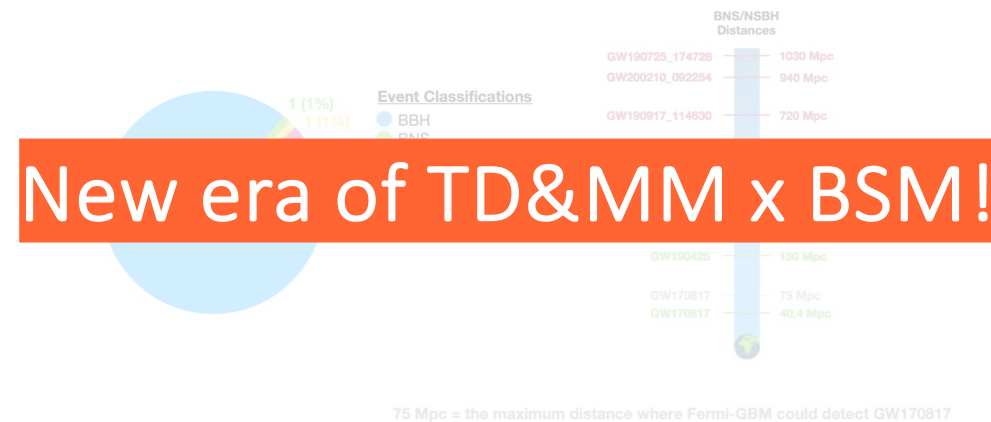 BNS/NSBH
Distances
GW190725_174728
1030 Mpc
GW200210_092254
940 Mpc
1 (1%)
1 (1%)
Event Classifications
BBH
BNS
GW190917_114630
720 Mpc
New era of TD&MM x BSM!
GW190425
150 Mpc
GW170817
75 Mpc
GW170817
40.4 Mpc
75 Mpc = the maximum distance where Fermi-GBM could detect GW170817